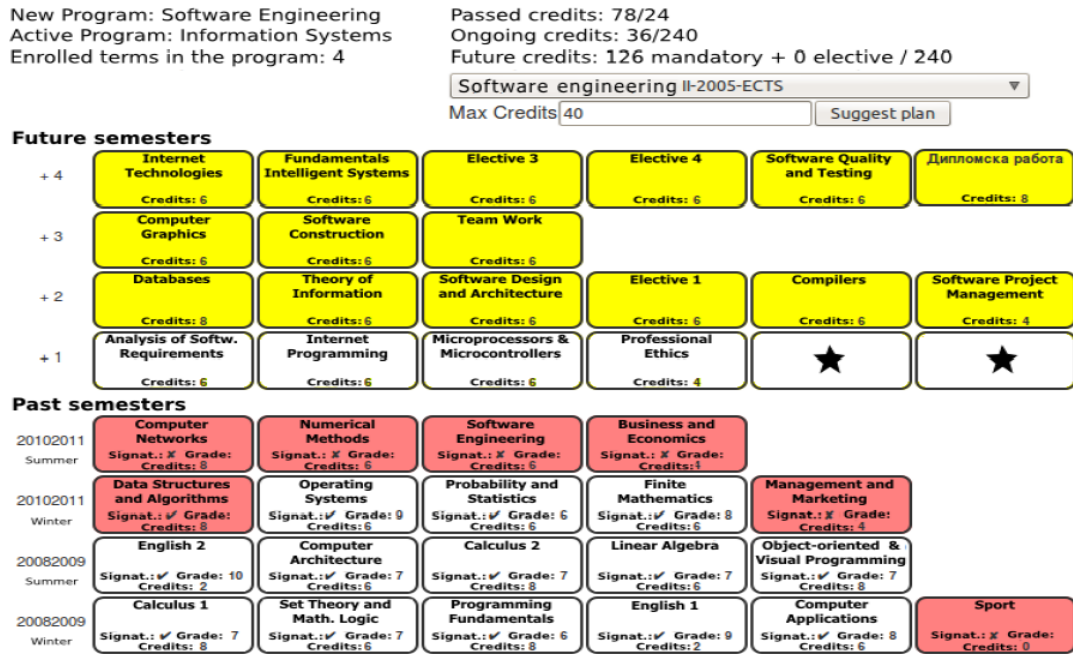 New Program: Software Engineering
Active Program: Information Systems
Enrolled terms in the program: 4
Passed credits: 78/24
Ongoing credits: 36/240
Future credits: 126 mandatory + 0 elective / 240
Software engineering II-2005-ECTS
Max Credits 40 Suggest plan
Future semesters
+ 4
Internet Technologies
Credits: 6
Fundamentals Intelligent Systems
Credits: 6
Elective 3
Credits: 6
Elective 4
Credits: 6
Software Quality and Testing
Credits: 6
Дипломска работа
Credits: 8
+ 3
Computer Graphics
Credits: 6
Software Construction
Credits: 6
Team Work
Credits: 6
+ 2
Databases
Credits: 8
Theory of Information
Credits: 6
Software Design and Architecture
Credits: 6
Elective 1
Credits: 6
Compilers
Credits: 6
Software Project Management
Credits: 4
+ 1
Analysis of Softw. Requirements
Credits: 6
Internet Programming
Credits: 6
Microprocessors & Microcontrollers
Credits: 6
Professional Ethics
Credits: 4
Past semesters
20102011
Summer
Computer Networks
Signat.: ✘ Grade:
Credits: 8
Numerical Methods
Signat.: ✘ Grade:
Credits: 6
Software Engineering
Signat.: ✘ Grade:
Credits: 6
Business and Economics
Signat.: ✘ Grade:
Credits:4
20102011
Winter
Data Structures and Algorithms
Signat.:✔ Grade:
Credits: 8
Operating Systems
Signat.:✔ Grade: 9
Credits:6
Probability and Statistics
Signat.:✔ Grade: 6
Credits: 6
Finite Mathematics
Signat.:✔ Grade: 8
Credits:6
Management and Marketing
Signat.: ✘ Grade:
Credits: 4
20082009
Summer
English 2
Signat.:✔ Grade: 10
Credits: 2
Computer Architecture
Signat.:✔ Grade: 7
Credits:6
Calculus 2
Signat.:✔ Grade: 7
Credits: 8
Linear Algebra
Signat.:✔ Grade: 7
Credits:6
Object-oriented & Visual Programming
Signat.:✔ Grade: 7
Credits: 8
20082009
Winter
Calculus 1
Signat.: ✔ Grade: 7
Credits: 8
Set Theory and Math. Logic
Signat.:✔ Grade: 7
Credits:6
Programming Fundamentals
Signat.:✔ Grade: 6
Credits: 8
English 1
Signat.:✔ Grade: 9
Credits:2
Computer Applications
Signat.:✔ Grade: 8
Credits: 6
Sport
Signat.: ✘ Grade:
Credits: 0